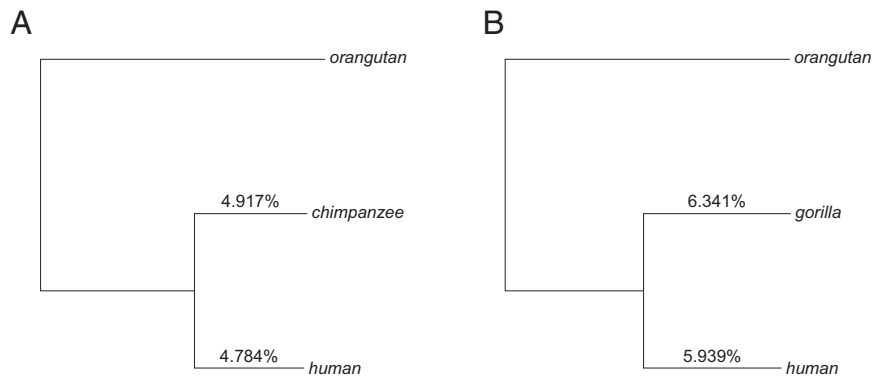 A
orangutan
4.917%
chimpanzee
4.784%
human
B
orangutan
6.341%
gorilla
5.939%
human